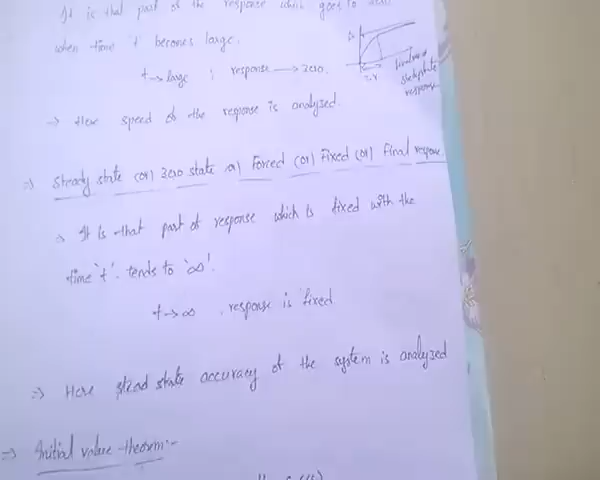 It is that part of the response which goes to
when time t becomes large.
t → large ; response → zero.
steady state
response
T.r
→ Here speed of the response is analyzed.
⇒ Steady state (or) zero state (or) Forced (or) Fixed (or) Final response
→ It is that part of response which is fixed with the
time 't'. tends to '∞'.
t → ∞ , response is fixed
⇒ Here stead state accuracy of the system is analyzed
⇒ Initial value theorem:-